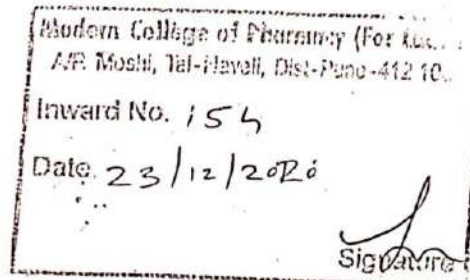 Modern College of Pharmacy (For
A/P. Moshi, Tal-Haveli, Dist-Pune-412 10
Inward No. 154
Date 23/12/2020
Signature